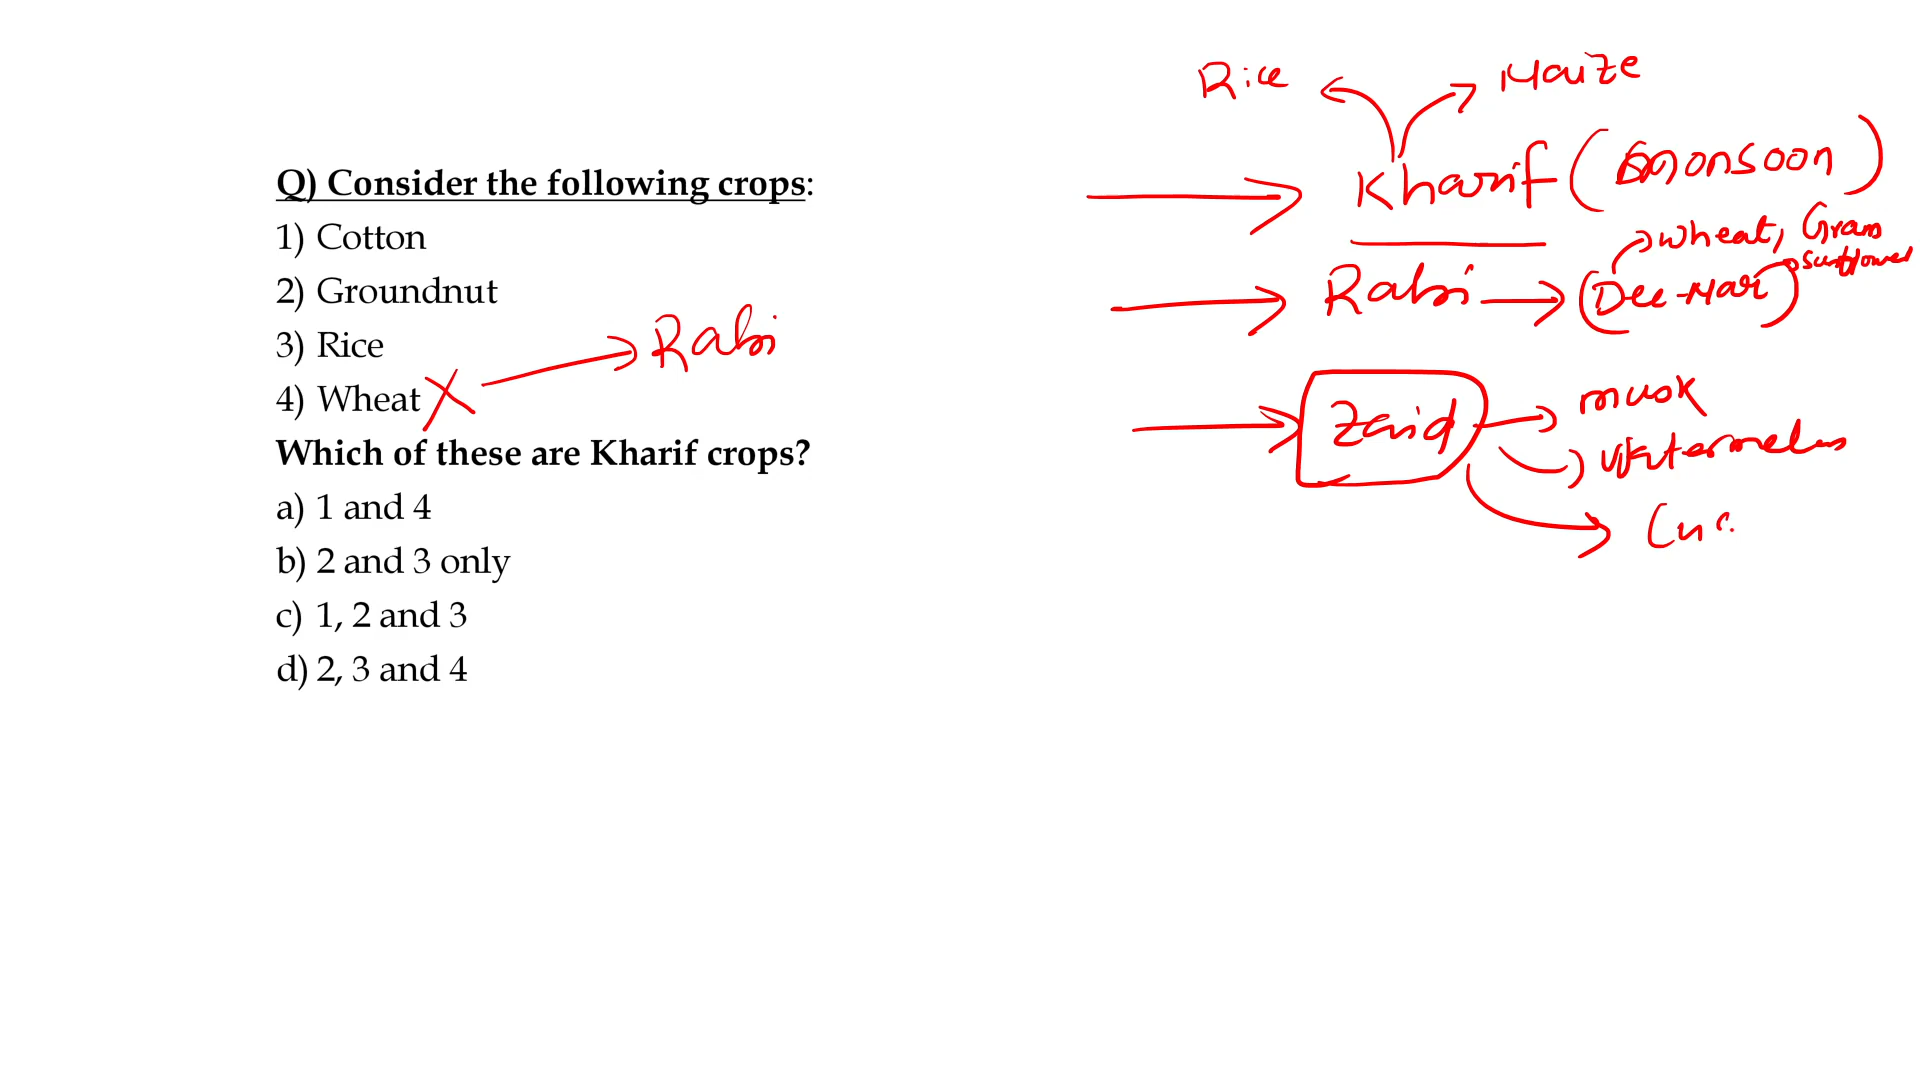 Q) Consider the following crops:
1) Cotton
2) Groundnut
3) Rice
4) Wheat
Rabi
Which of these are Kharif crops?
a) 1 and 4
b) 2 and 3 only
c) 1, 2 and 3
d) 2, 3 and 4
Rice
Maize
Kharif (monsoon)
wheat, Gram
sunflower
Rabi (Dec-Mar)
Zaid
musk
watermelon
Cuc